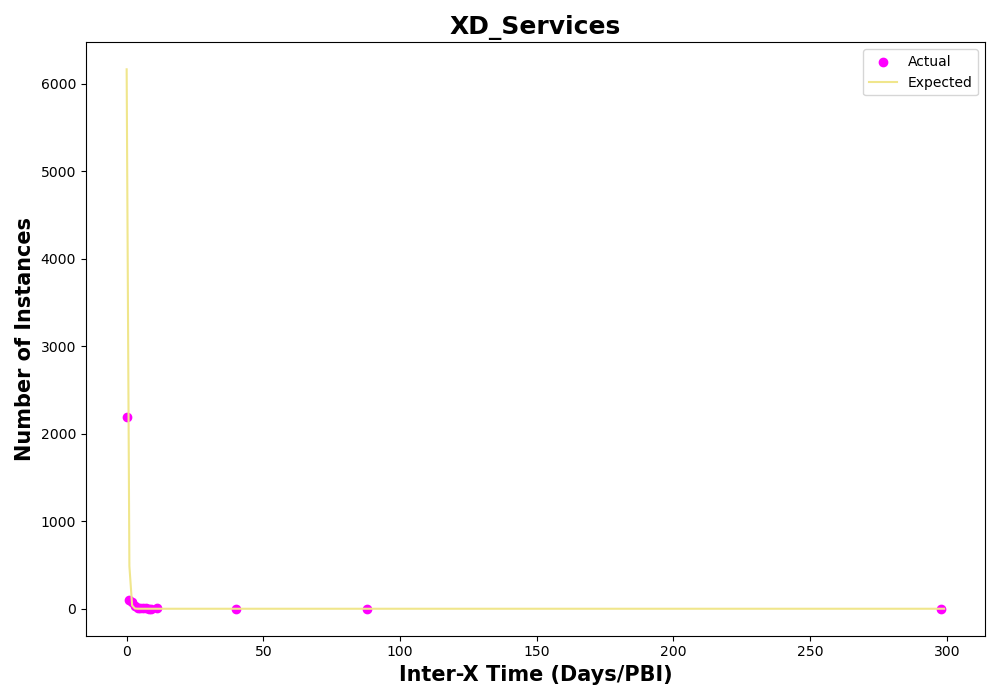 XD_Services
Actual
Expected
Number of Instances
6000
5000
4000
3000
2000
1000
0
0 50 100 150 200 250 300
Inter-X Time (Days/PBI)